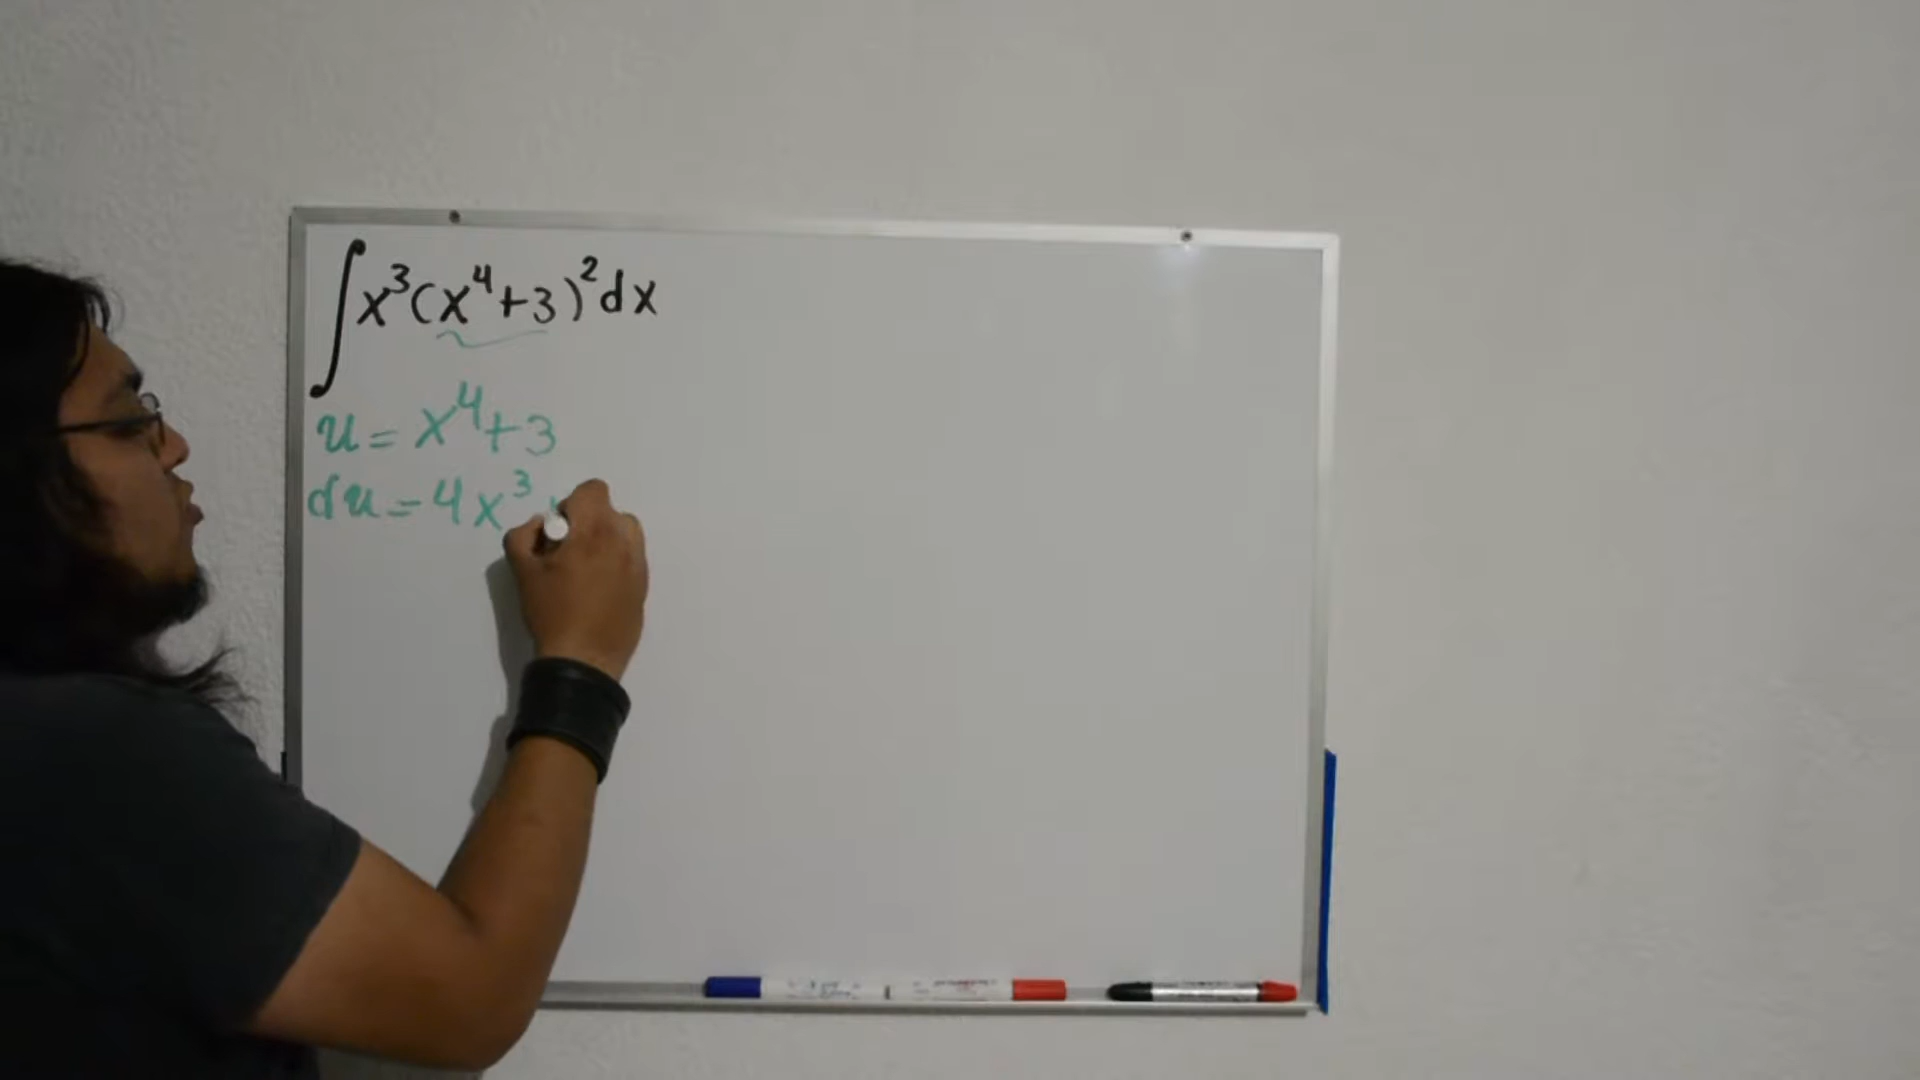 ∫x³(x⁴+3)²dx
u = x⁴+3
du = 4x³